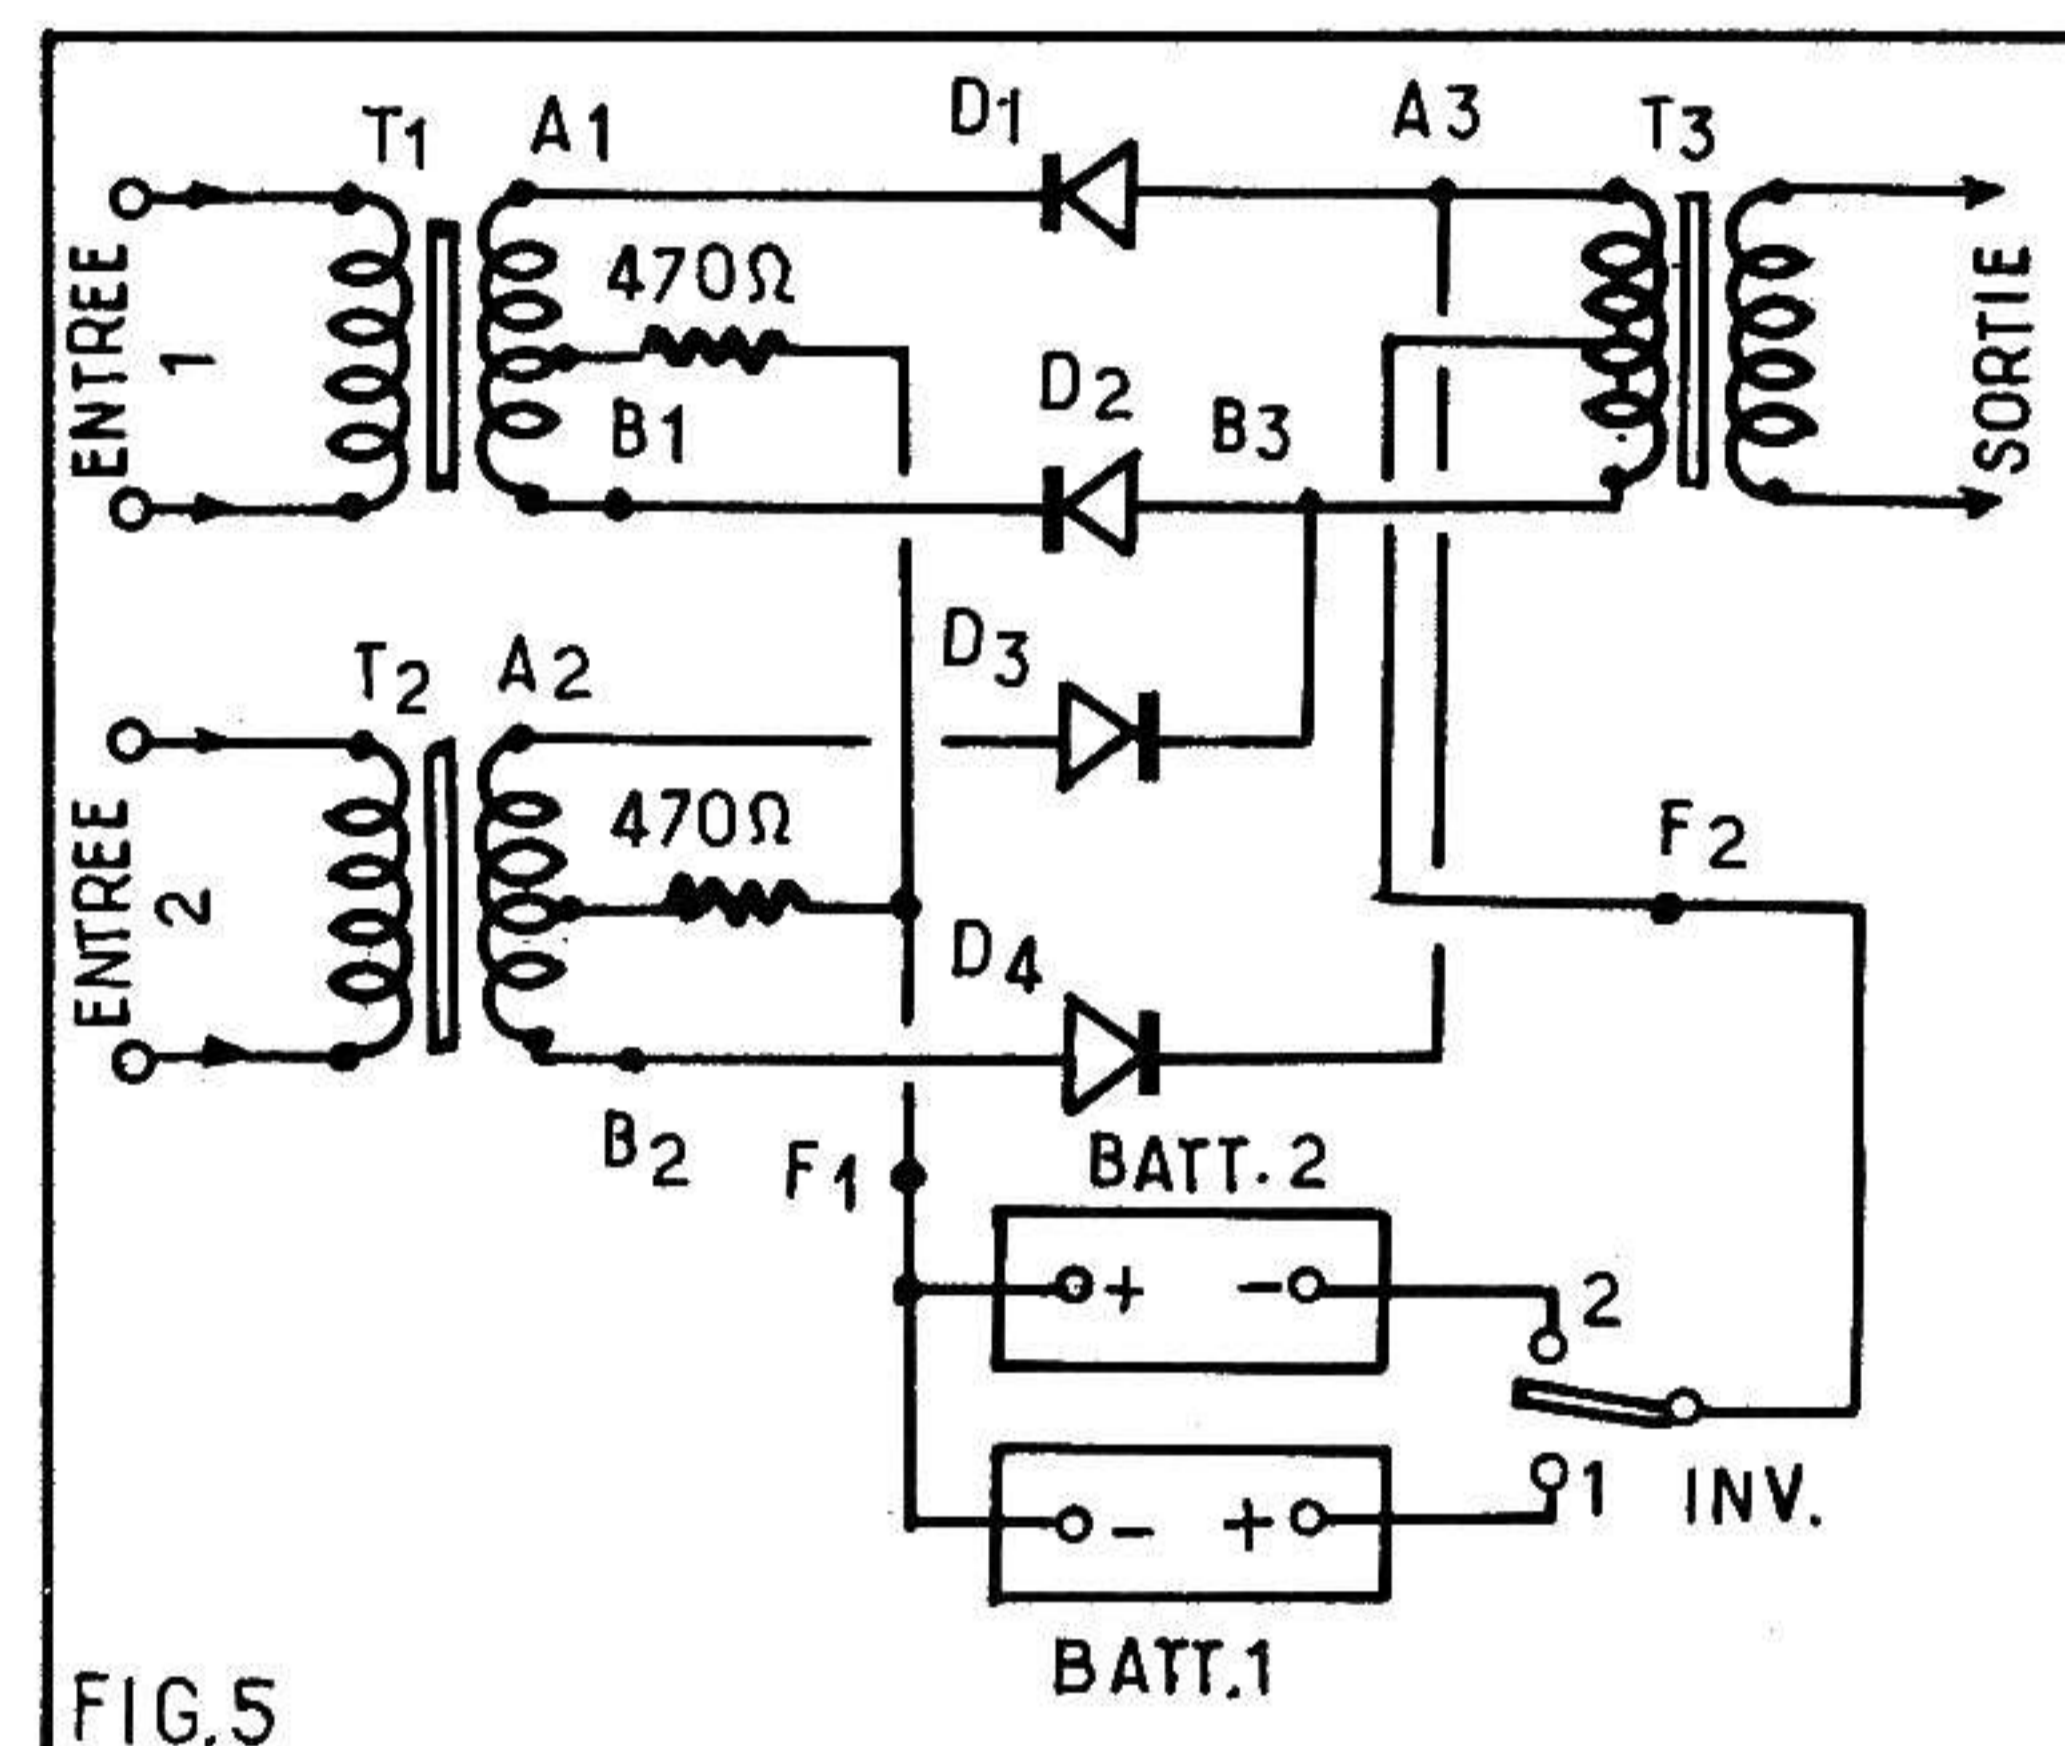 T1
A1
D1
A3
T3
ENTREE
1
470Ω
B1
D2
B3
SORTIE
T2
A2
D3
ENTREE
2
470Ω
D4
F2
B2
F1
BATT.2
+
-
2
-
+
1
INV.
BATT.1
FIG.5